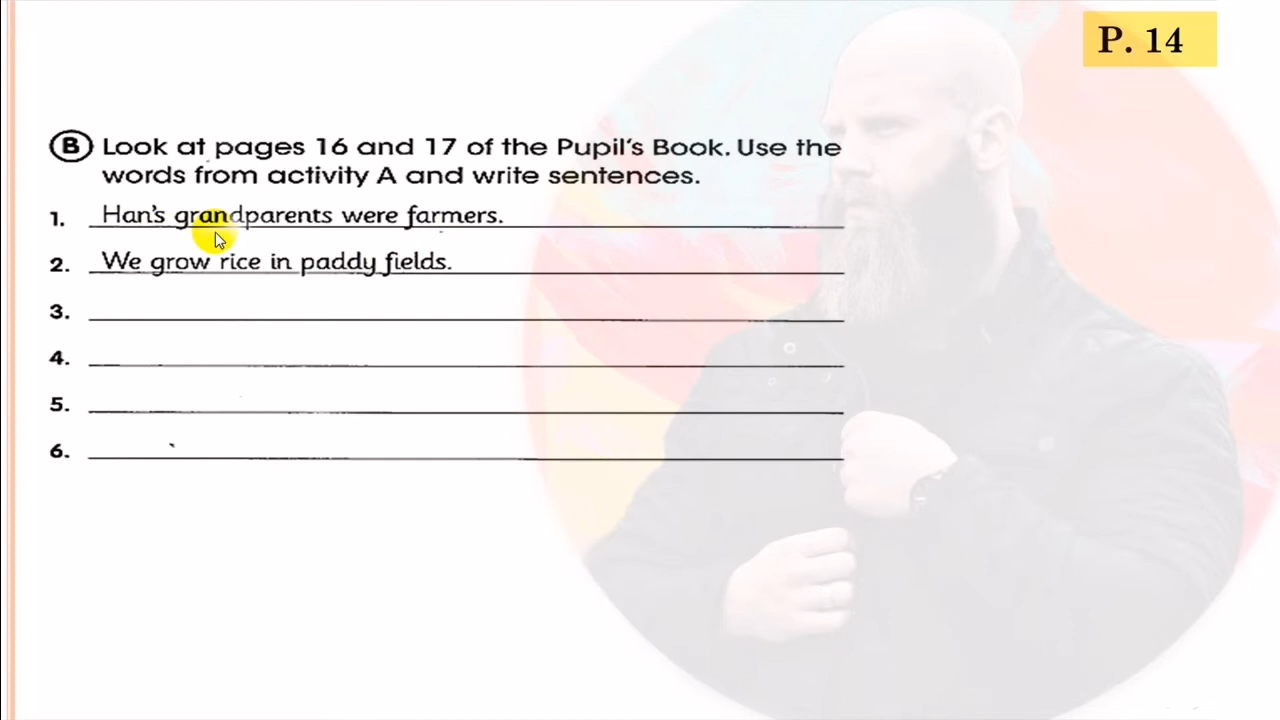 P. 14
B Look at pages 16 and 17 of the Pupil's Book. Use the
words from activity A and write sentences.
1. Han's grandparents were farmers.
2. We grow rice in paddy fields.
3.
4.
5.
6.